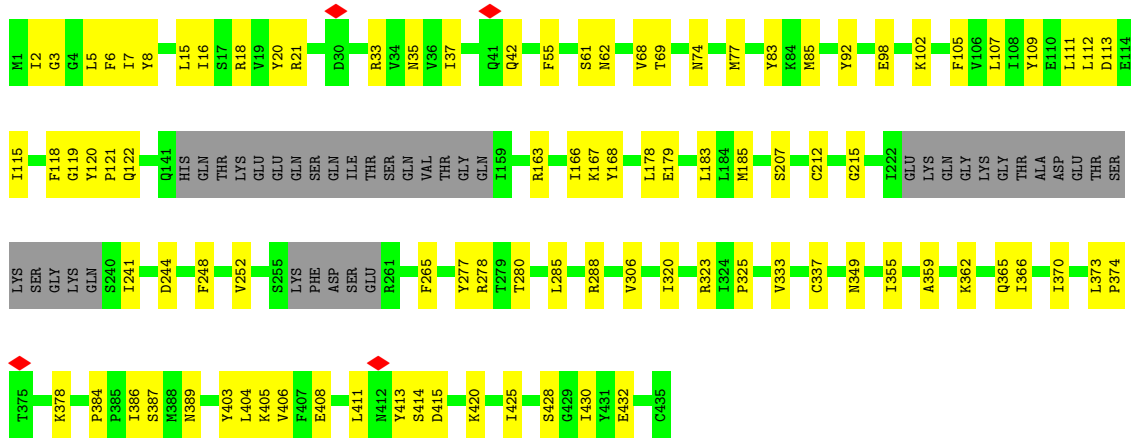 M1 I2 G3 G4 L5 F6 I7 Y8 L15 I16 S17 R18 V19 Y20 R21 D30 R33 V34 N35 V36 I37 Q41 Q42 F55 S61 N62 V68 T69 N74 M77 Y83 K84 M85 Y92 E98 K102 F105 V106 L107 I108 Y109 E110 L111 L112 D113 E114
I115 F118 G119 Y120 P121 Q122 Q141 HIS GLN THR LYS GLU GLU GLN SER GLN ILE THR SER GLN VAL THR GLY GLN I159 R163 I166 K167 Y168 L178 E179 L183 L184 M185 S207 C212 G215 I222 GLU LYS GLN GLY LYS GLY THR ALA ASP GLU THR SER
LYS SER GLY LYS GLN S240 I241 D244 F248 V252 S255 LYS PHE ASP SER GLU R261 F265 Y277 R278 T279 T280 L285 R288 V306 I320 R323 I324 P325 V333 C337 N349 I355 A359 K362 Q365 I366 I370 L373 P374
T375 K378 P384 P385 I386 S387 M388 N389 Y403 L404 K405 V406 F407 E408 L411 N412 Y413 S414 D415 K420 I425 S428 G429 I430 Y431 E432 C435